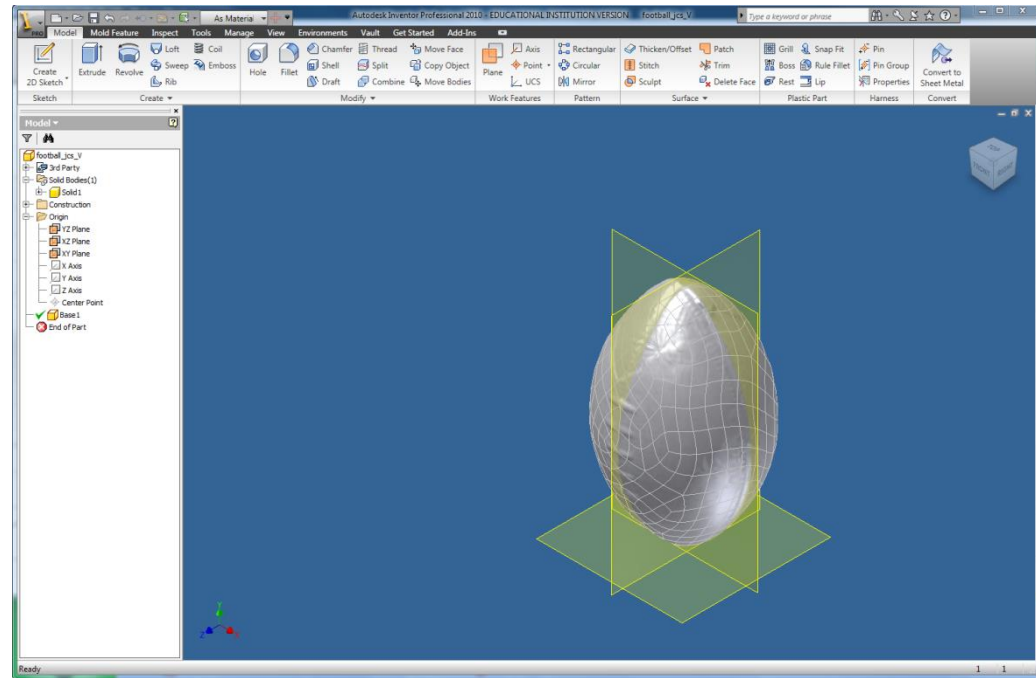 PRO
As Material
Autodesk Inventor Professional 2010 - EDUCATIONAL INSTITUTION VERSION football_jcs_V
Type a keyword or phrase
Model Mold Feature Inspect Tools Manage View Environments Vault Get Started Add-Ins
Create 2D Sketch
Extrude
Revolve
Loft
Sweep
Rib
Coil
Emboss
Hole
Fillet
Chamfer
Shell
Draft
Thread
Split
Combine
Move Face
Copy Object
Move Bodies
Plane
Axis
Point
UCS
Rectangular
Circular
Mirror
Thicken/Offset
Stitch
Sculpt
Patch
Trim
Delete Face
Grill
Boss
Rest
Snap Fit
Rule Fillet
Lip
Pin
Pin Group
Properties
Convert to Sheet Metal
Sketch Create Modify Work Features Pattern Surface Plastic Part Harness Convert
Model
football_jcs_V
3rd Party
Solid Bodies(1)
Solid1
Construction
Origin
YZ Plane
XZ Plane
XY Plane
X Axis
Y Axis
Z Axis
Center Point
Base1
End of Part
TOP
FRONT
RIGHT
Y
Z
X
Ready
1 1